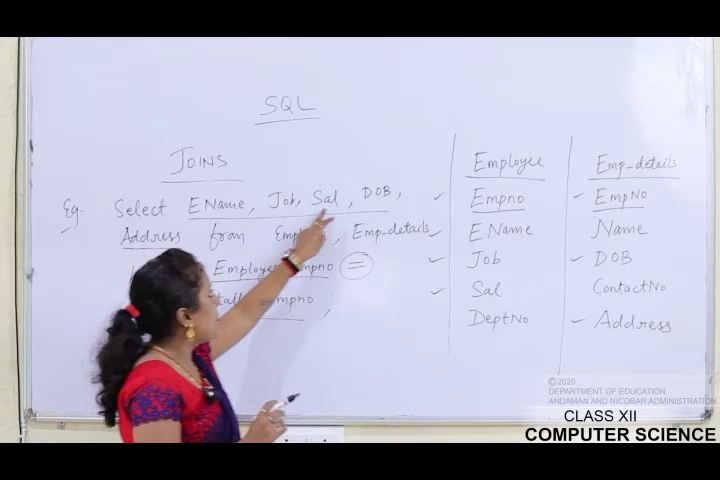 SQL
JOINS
Eg. Select EName, Job, Sal, DOB,
Address from , Emp-details
Employee mpno =
mpno ;
Employee
Empno
EName
Job
Sal
DeptNo
Emp-details
EmpNo
Name
DOB
ContactNo
Address
©2020
DEPARTMENT OF EDUCATION
ANDAMAN AND NICOBAR ADMINISTRATION
CLASS XII
COMPUTER SCIENCE